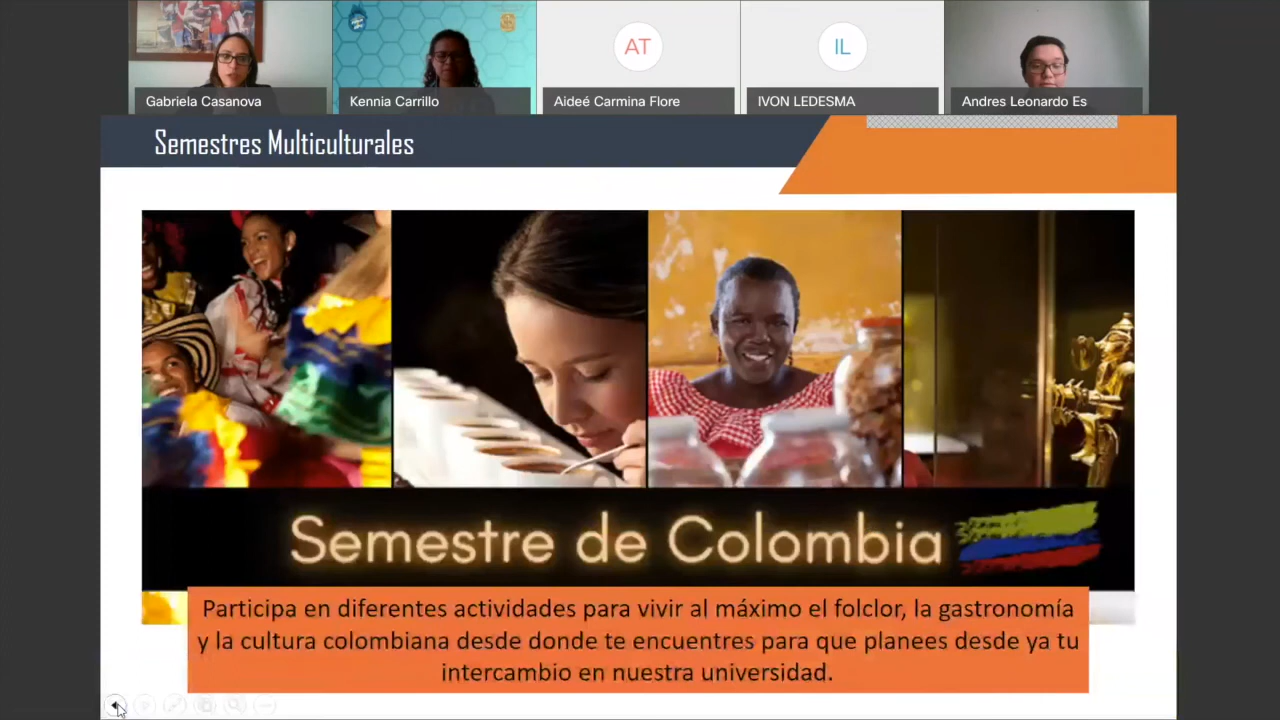 AT
IL
Gabriela Casanova
Kennia Carrillo
Aideé Carmina Flore
IVON LEDESMA
Andres Leonardo Es
Semestres Multiculturales
Semestre de Colombia
Participa en diferentes actividades para vivir al máximo el folclor, la gastronomía
y la cultura colombiana desde donde te encuentres para que planees desde ya tu
intercambio en nuestra universidad.